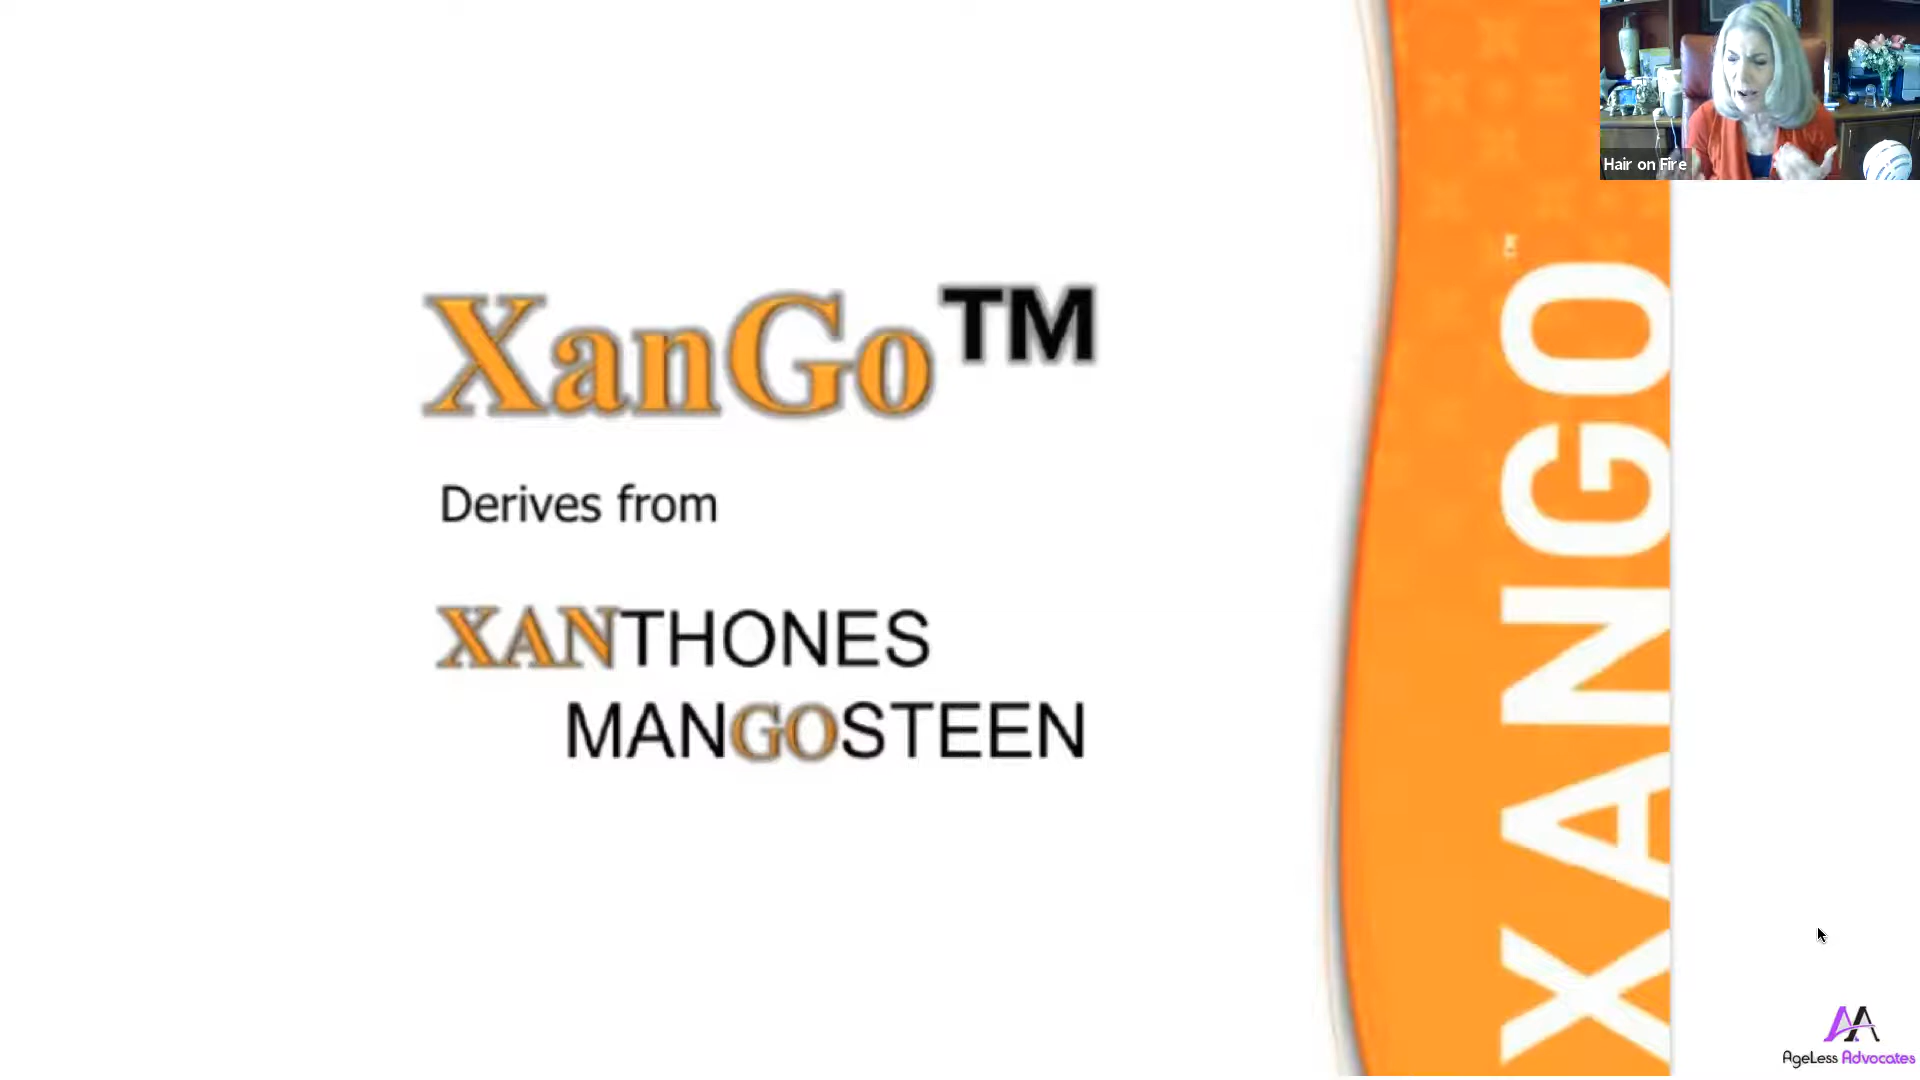 Hair on Fire
XanGo™
Derives from
XANTHONES
MANGOSTEEN
XANGO
AgeLess Advocates